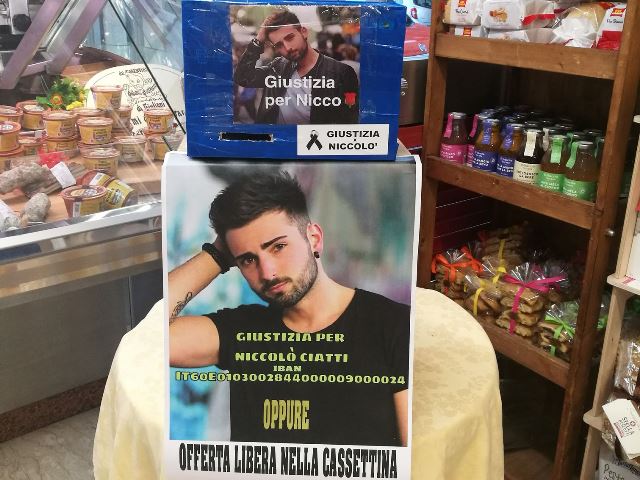 Giustizia
per Nicco
GIUSTIZIA
x NICCOLO'
GIUSTIZIA PER
NICCOLÒ CIATTI
IBAN
IT60E0103002844000009000024
OPPURE
OFFERTA LIBERA NELLA CASSETTINA